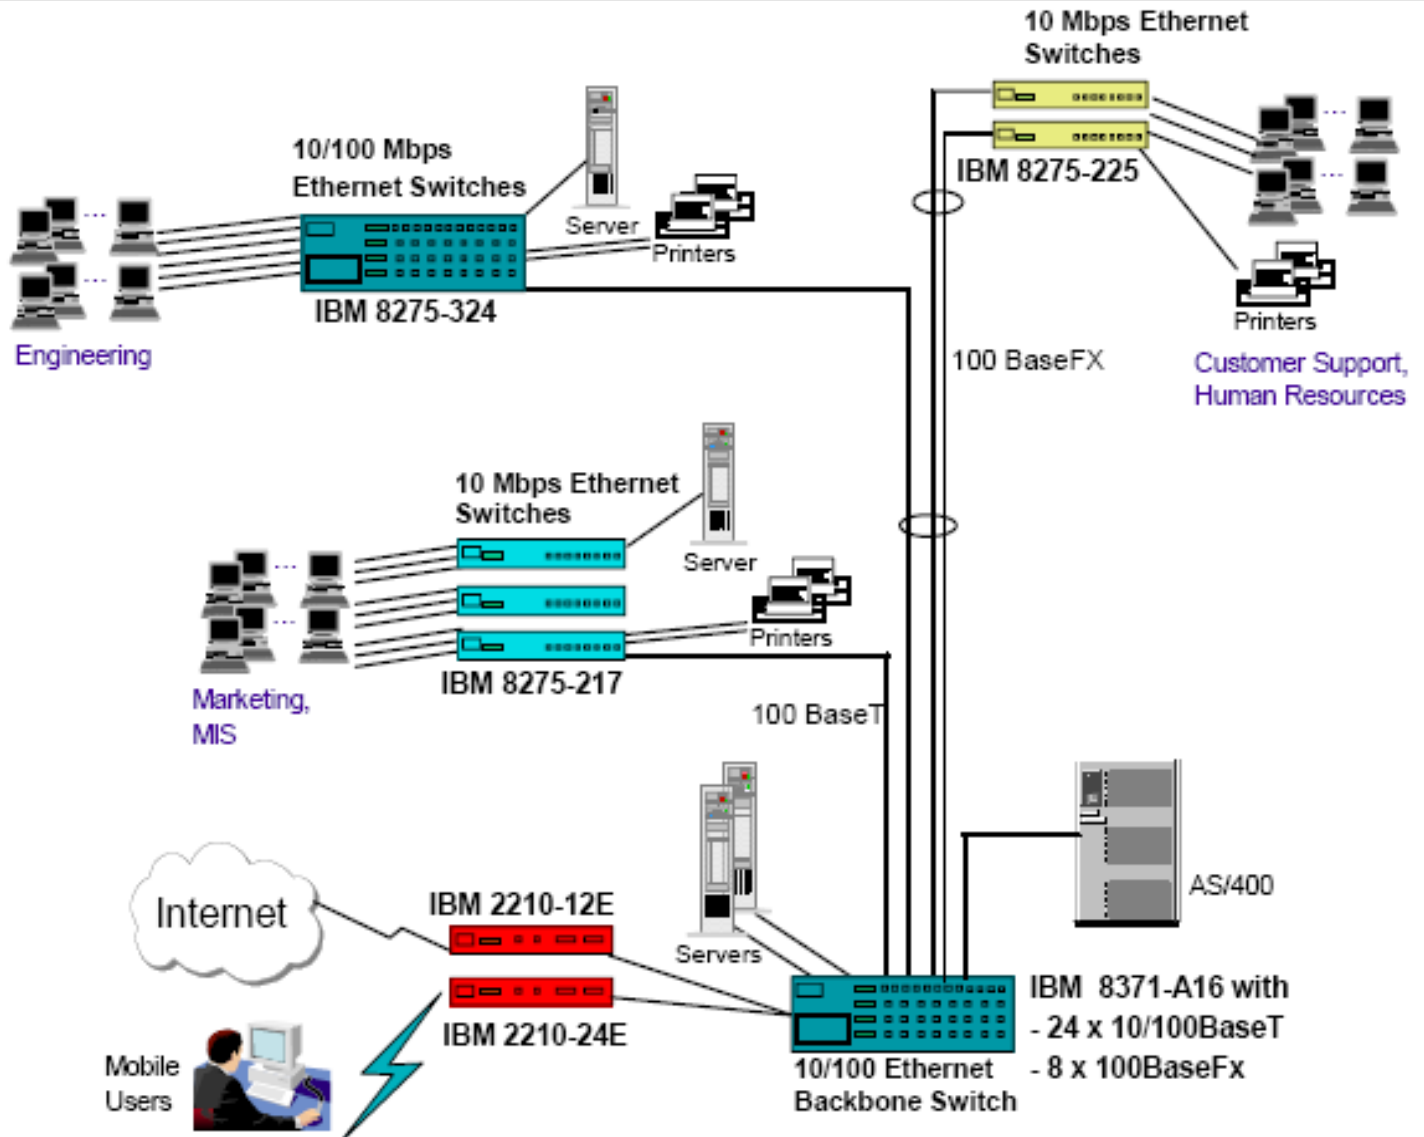 10 Mbps Ethernet
Switches
IBM 8275-225
10/100 Mbps
Ethernet Switches
Server
Printers
IBM 8275-324
Engineering
Printers
100 BaseFX
Customer Support,
Human Resources
10 Mbps Ethernet
Switches
Server
Printers
IBM 8275-217
Marketing,
MIS
100 BaseT
AS/400
Internet
IBM 2210-12E
Servers
IBM 2210-24E
Mobile
Users
IBM 8371-A16 with
- 24 x 10/100BaseT
- 8 x 100BaseFx
10/100 Ethernet
Backbone Switch